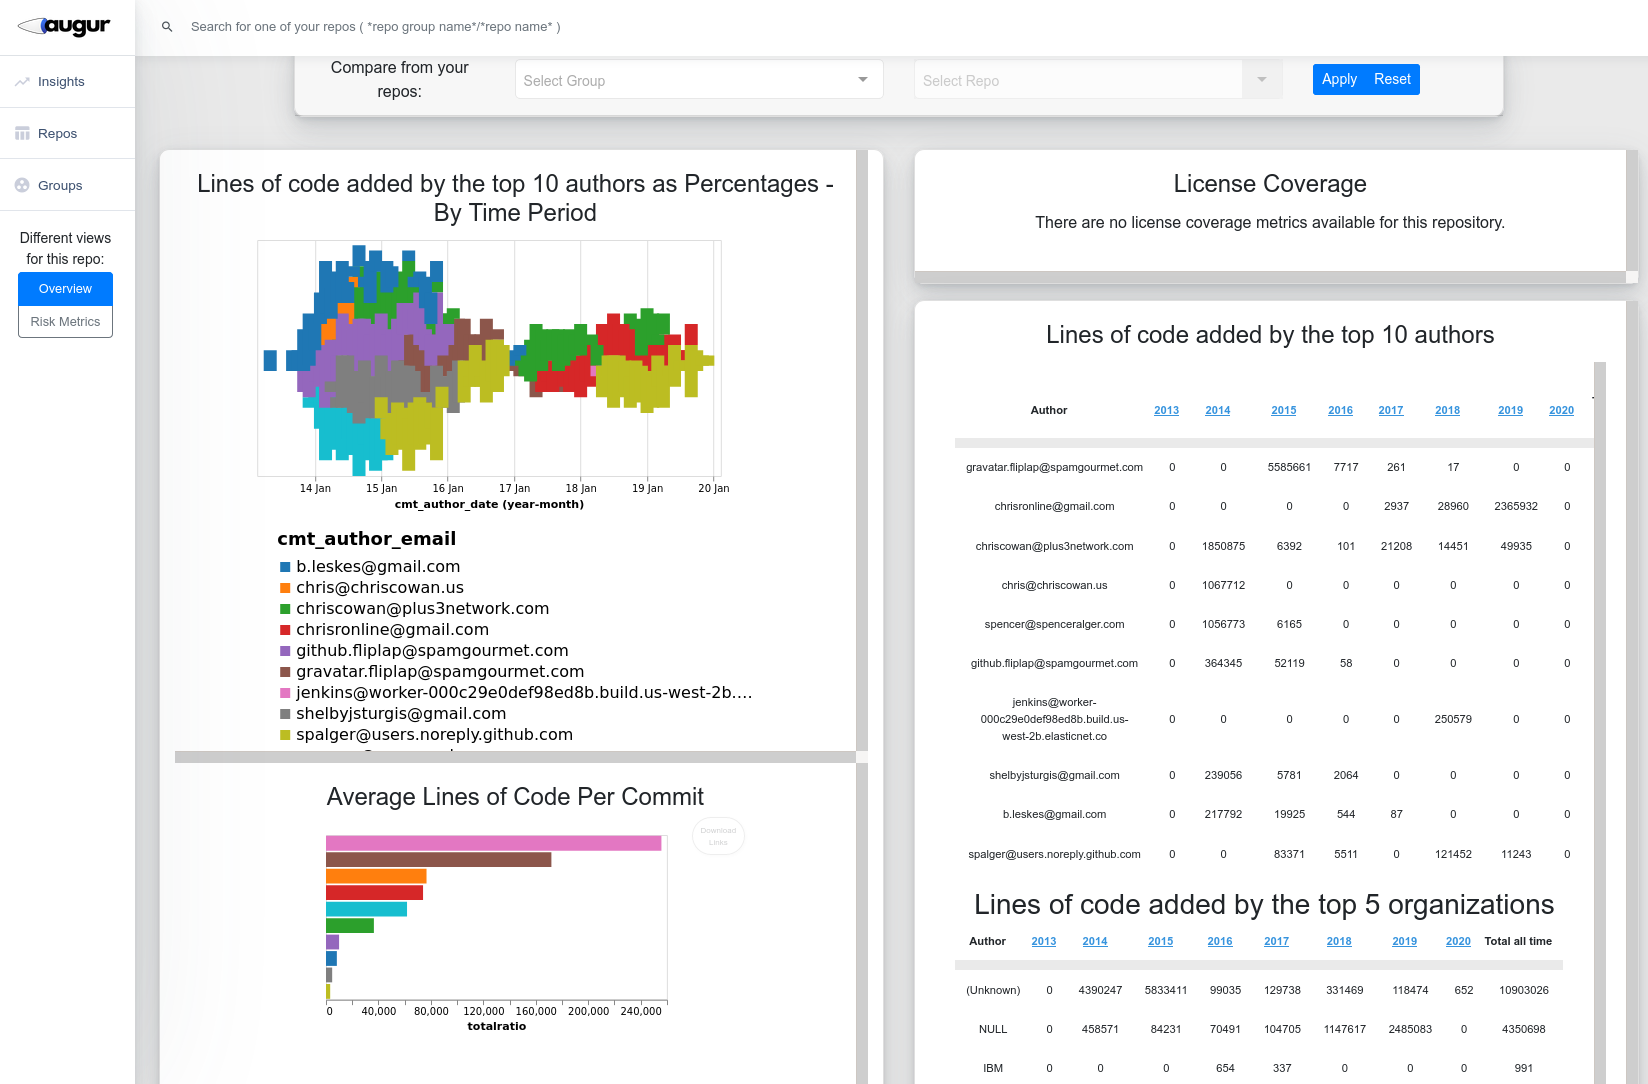 augur
Search for one of your repos ( *repo group name*/*repo name* )
Insights
Repos
Groups
Different views
for this repo:
Overview
Risk Metrics
Compare from your
repos:
Select Group
Select Repo
Apply Reset
Lines of code added by the top 10 authors as Percentages -
By Time Period
14 Jan 15 Jan 16 Jan 17 Jan 18 Jan 19 Jan 20 Jan
cmt_author_date (year-month)
cmt_author_email
b.leskes@gmail.com
chris@chriscowan.us
chriscowan@plus3network.com
chrisronline@gmail.com
github.fliplap@spamgourmet.com
gravatar.fliplap@spamgourmet.com
jenkins@worker-000c29e0def98ed8b.build.us-west-2b.…
shelbyjsturgis@gmail.com
spalger@users.noreply.github.com
Average Lines of Code Per Commit
Download
Links
0 40,000 80,000 120,000 160,000 200,000 240,000
totalratio
License Coverage
There are no license coverage metrics available for this repository.
Lines of code added by the top 10 authors
Author 2013 2014 2015 2016 2017 2018 2019 2020
gravatar.fliplap@spamgourmet.com 0 0 5585661 7717 261 17 0 0
chrisronline@gmail.com 0 0 0 0 2937 28960 2365932 0
chriscowan@plus3network.com 0 1850875 6392 101 21208 14451 49935 0
chris@chriscowan.us 0 1067712 0 0 0 0 0 0
spencer@spenceralger.com 0 1056773 6165 0 0 0 0 0
github.fliplap@spamgourmet.com 0 364345 52119 58 0 0 0 0
jenkins@worker-
000c29e0def98ed8b.build.us- 0 0 0 0 0 250579 0 0
west-2b.elasticnet.co
shelbyjsturgis@gmail.com 0 239056 5781 2064 0 0 0 0
b.leskes@gmail.com 0 217792 19925 544 87 0 0 0
spalger@users.noreply.github.com 0 0 83371 5511 0 121452 11243 0
Lines of code added by the top 5 organizations
Author 2013 2014 2015 2016 2017 2018 2019 2020 Total all time
(Unknown) 0 4390247 5833411 99035 129738 331469 118474 652 10903026
NULL 0 458571 84231 70491 104705 1147617 2485083 0 4350698
IBM 0 0 0 654 337 0 0 0 991